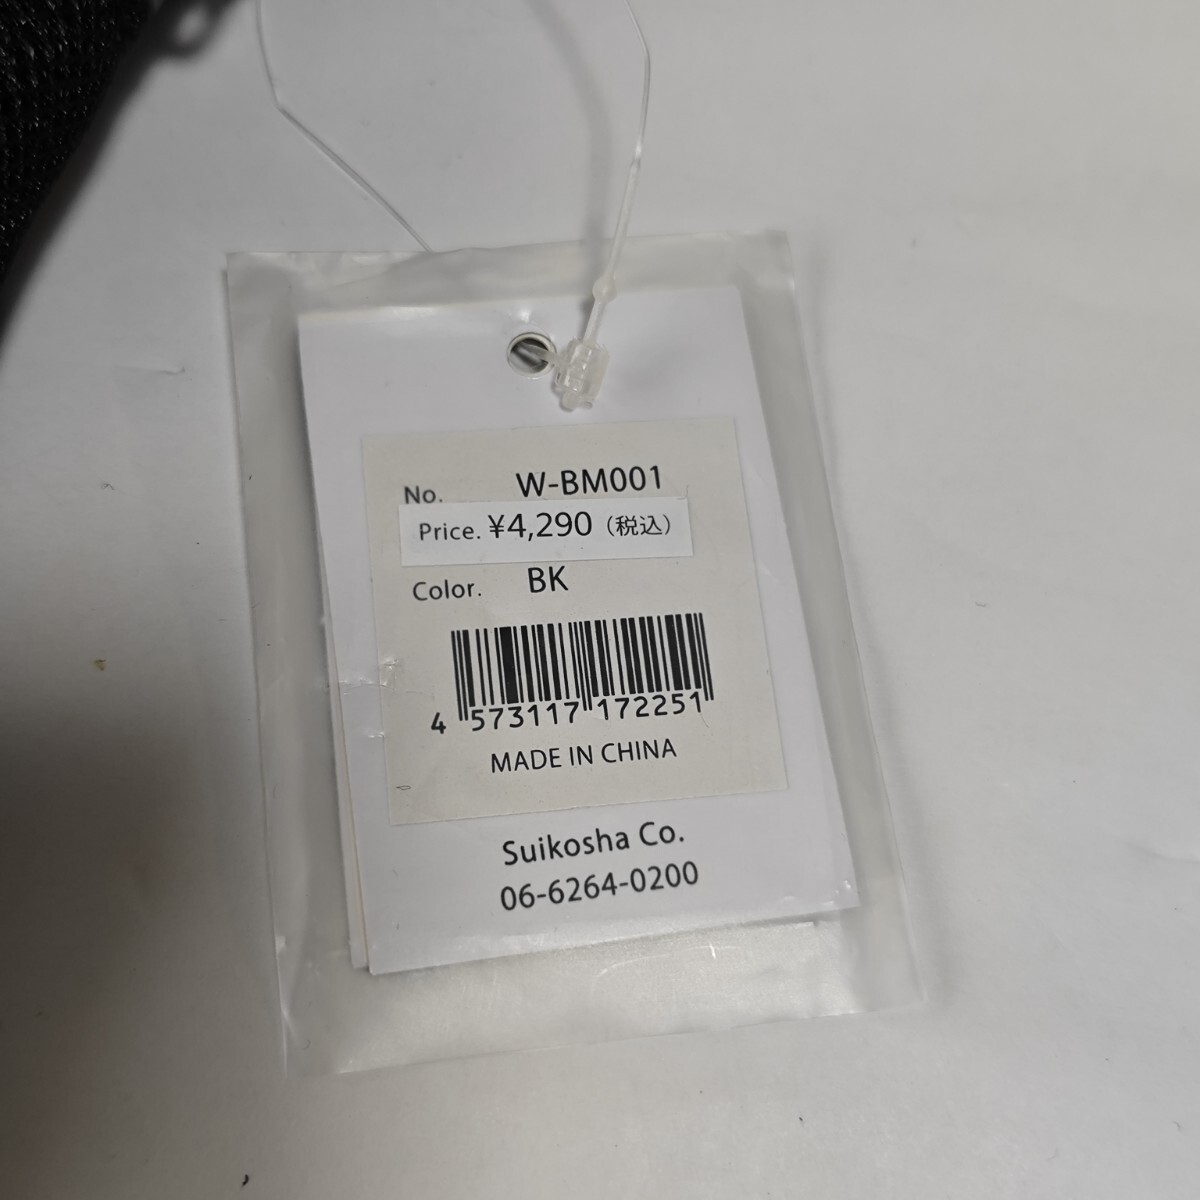 No. W-BM001
Price. ¥4,290（税込）
Color. BK
4 573117 172251
MADE IN CHINA
Suikosha Co.
06-6264-0200